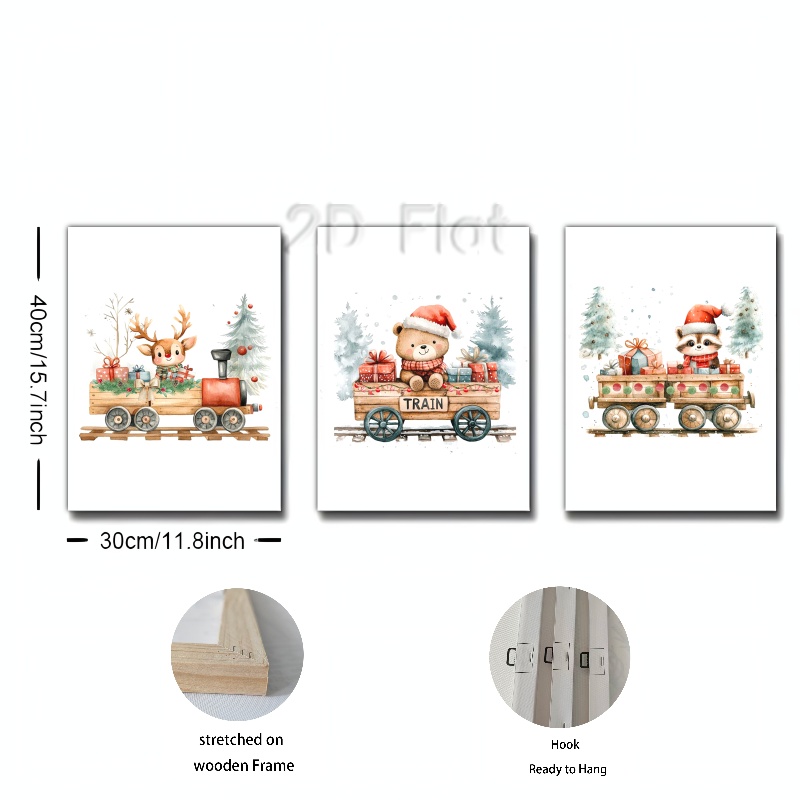 2D Flat
40cm/15.7inch
TRAIN
30cm/11.8inch
stretched on
wooden Frame
Hook
Ready to Hang